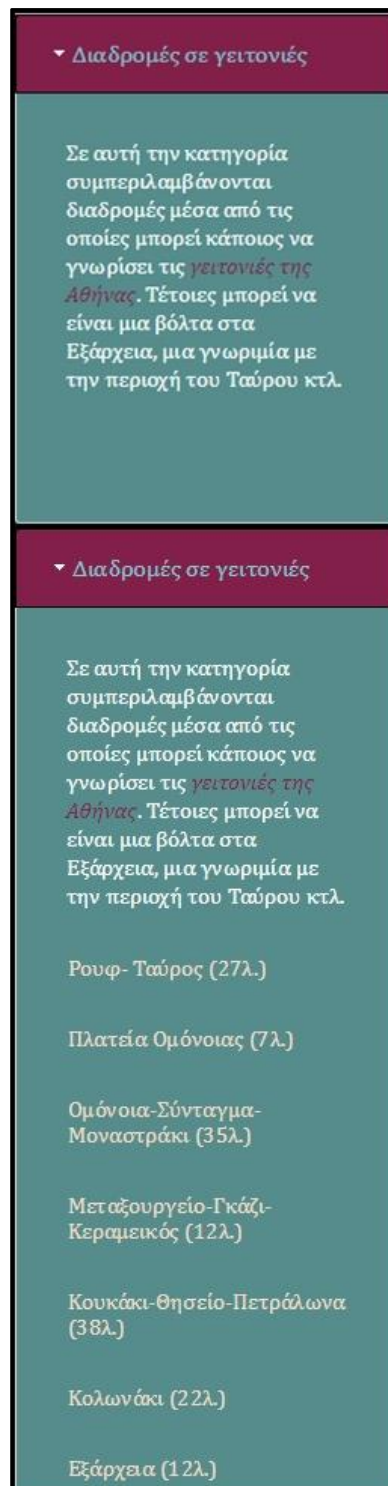 Διαδρομές σε γειτονιές
Σε αυτή την κατηγορία
συμπεριλαμβάνονται
διαδρομές μέσα από τις
οποίες μπορεί κάποιος να
γνωρίσει τις γειτονιές της
Αθήνας. Τέτοιες μπορεί να
είναι μια βόλτα στα
Εξάρχεια, μια γνωριμία με
την περιοχή του Ταύρου κτλ.
Διαδρομές σε γειτονιές
Σε αυτή την κατηγορία
συμπεριλαμβάνονται
διαδρομές μέσα από τις
οποίες μπορεί κάποιος να
γνωρίσει τις γειτονιές της
Αθήνας. Τέτοιες μπορεί να
είναι μια βόλτα στα
Εξάρχεια, μια γνωριμία με
την περιοχή του Ταύρου κτλ.
Ρουφ- Ταύρος (27λ.)
Πλατεία Ομόνοιας (7λ.)
Ομόνοια-Σύνταγμα-
Μοναστράκι (35λ.)
Μεταξουργείο-Γκάζι-
Κεραμεικός (12λ.)
Κουκάκι-Θησείο-Πετράλωνα
(38λ.)
Κολωνάκι (22λ.)
Εξάρχεια (12λ.)